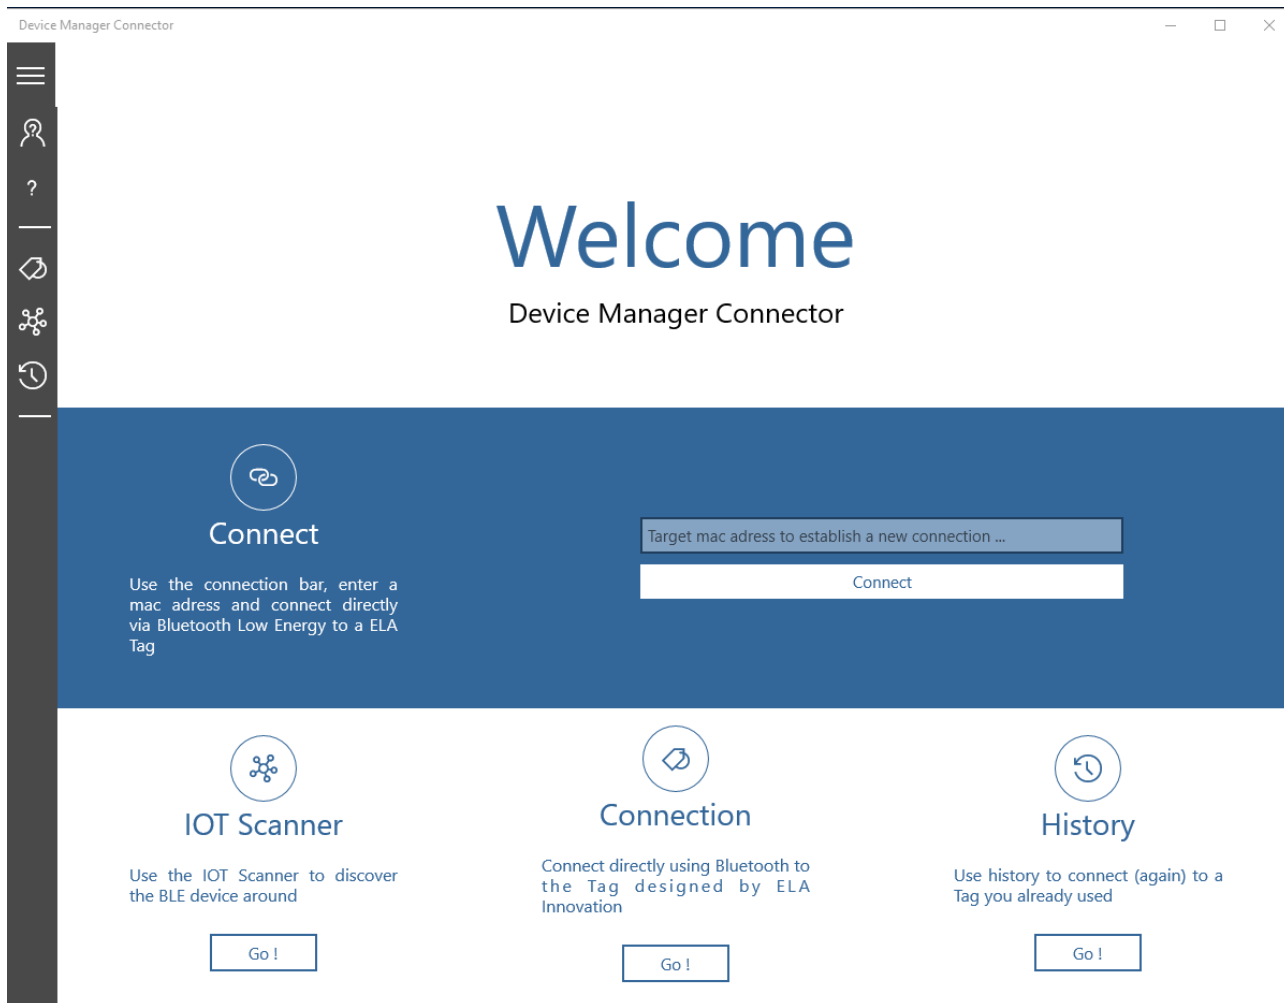 Device Manager Connector
?
Welcome
Device Manager Connector
Connect
Use the connection bar, enter a
mac adress and connect directly
via Bluetooth Low Energy to a ELA
Tag
Target mac adress to establish a new connection ...
Connect
IOT Scanner
Use the IOT Scanner to discover
the BLE device around
Go !
Connection
Connect directly using Bluetooth to
the Tag designed by ELA
Innovation
Go !
History
Use history to connect (again) to a
Tag you already used
Go !